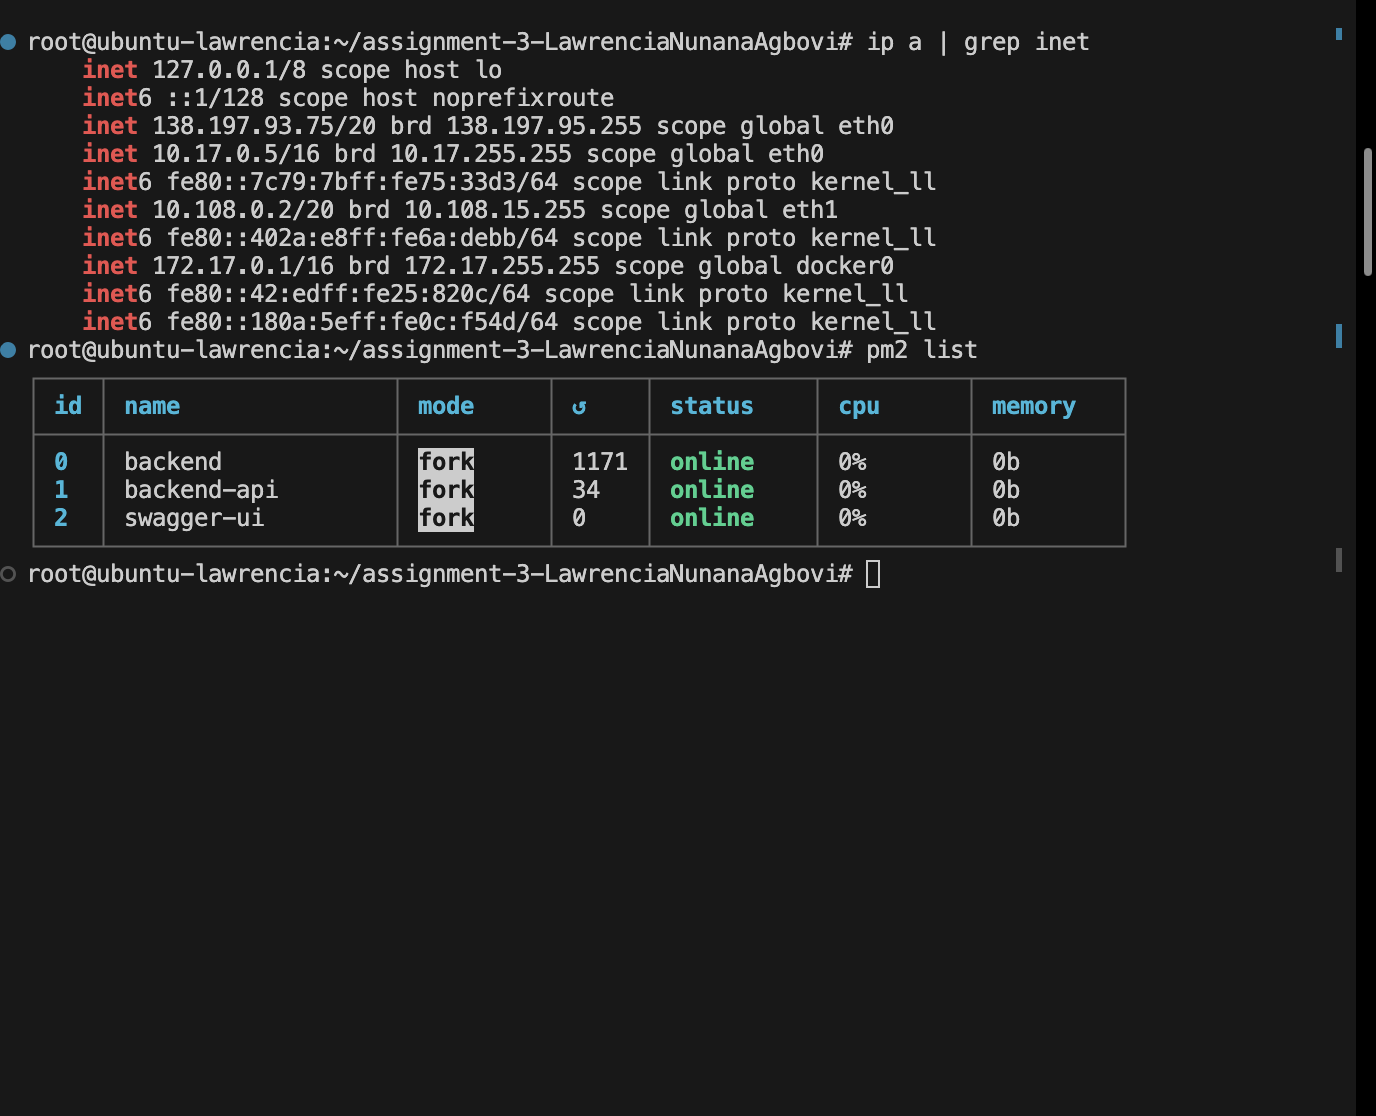 root@ubuntu-lawrencia:~/assignment-3-LawrenciaNunanaAgbovi# ip a | grep inet
inet 127.0.0.1/8 scope host lo
inet6 ::1/128 scope host noprefixroute
inet 138.197.93.75/20 brd 138.197.95.255 scope global eth0
inet 10.17.0.5/16 brd 10.17.255.255 scope global eth0
inet6 fe80::7c79:7bff:fe75:33d3/64 scope link proto kernel_ll
inet 10.108.0.2/20 brd 10.108.15.255 scope global eth1
inet6 fe80::402a:e8ff:fe6a:debb/64 scope link proto kernel_ll
inet 172.17.0.1/16 brd 172.17.255.255 scope global docker0
inet6 fe80::42:edff:fe25:820c/64 scope link proto kernel_ll
inet6 fe80::180a:5eff:fe0c:f54d/64 scope link proto kernel_ll
root@ubuntu-lawrencia:~/assignment-3-LawrenciaNunanaAgbovi# pm2 list
id name mode ↺ status cpu memory
0 backend fork 1171 online 0% 0b
1 backend-api fork 34 online 0% 0b
2 swagger-ui fork 0 online 0% 0b
root@ubuntu-lawrencia:~/assignment-3-LawrenciaNunanaAgbovi#